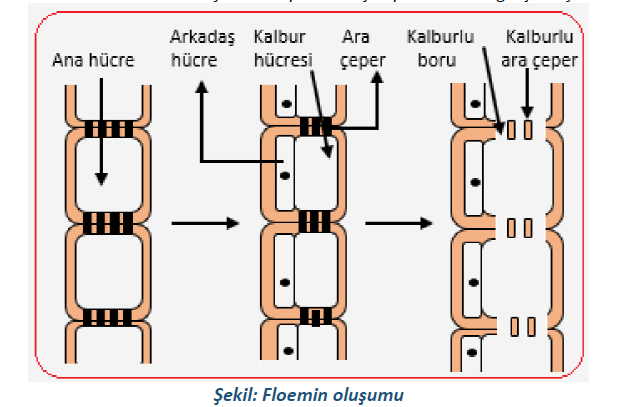 Ana hücre
Arkadaş
hücre
Kalbur
hücresi
Ara
çeper
Kalburlu
boru
Kalburlu
ara çeper
Şekil: Floemin oluşumu